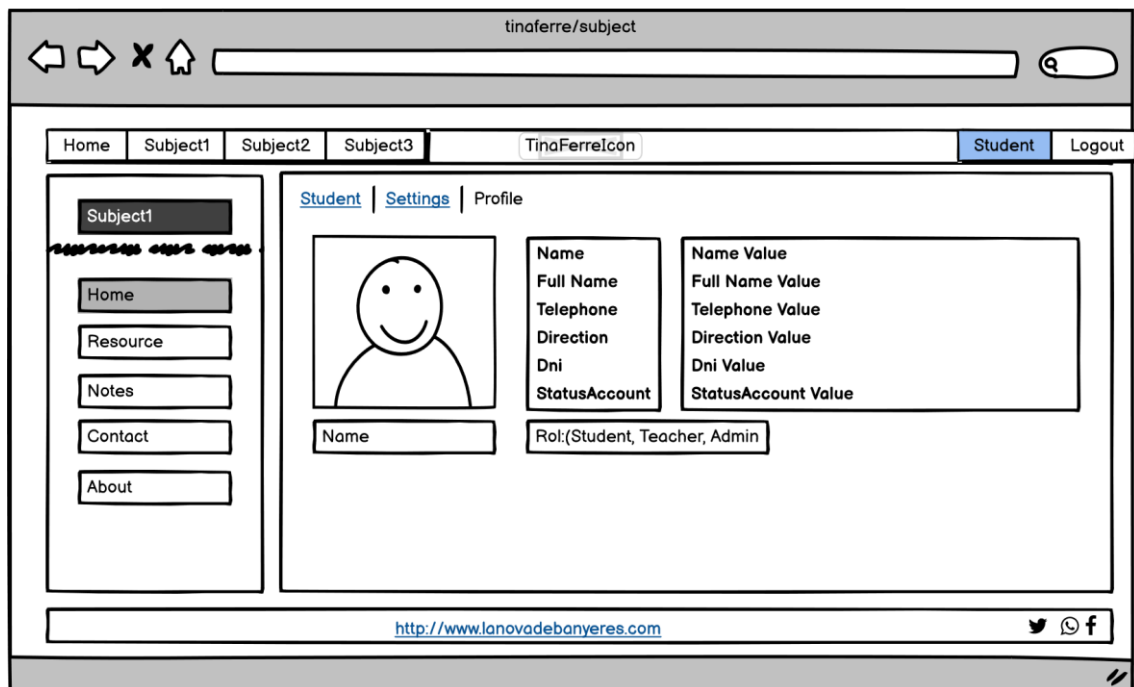 tinaferre/subject
Home Subject1 Subject2 Subject3 TinaFerreIcon Student Logout
Subject1
Home
Resource
Notes
Contact
About
Student Settings Profile
Name Name Value
Full Name Full Name Value
Telephone Telephone Value
Direction Direction Value
Dni Dni Value
StatusAccount StatusAccount Value
Name Rol:(Student, Teacher, Admin
http://www.lanovadebanyeres.com